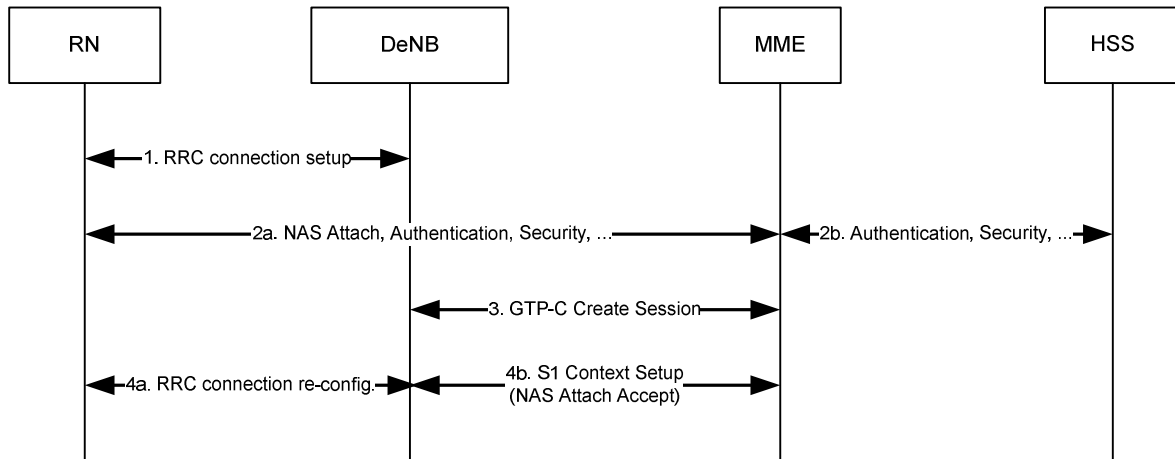 RN
DeNB
MME
HSS
1. RRC connection setup
2a. NAS Attach, Authentication, Security, ...
2b. Authentication, Security, ...
3. GTP-C Create Session
4a. RRC connection re-config.
4b. S1 Context Setup
(NAS Attach Accept)